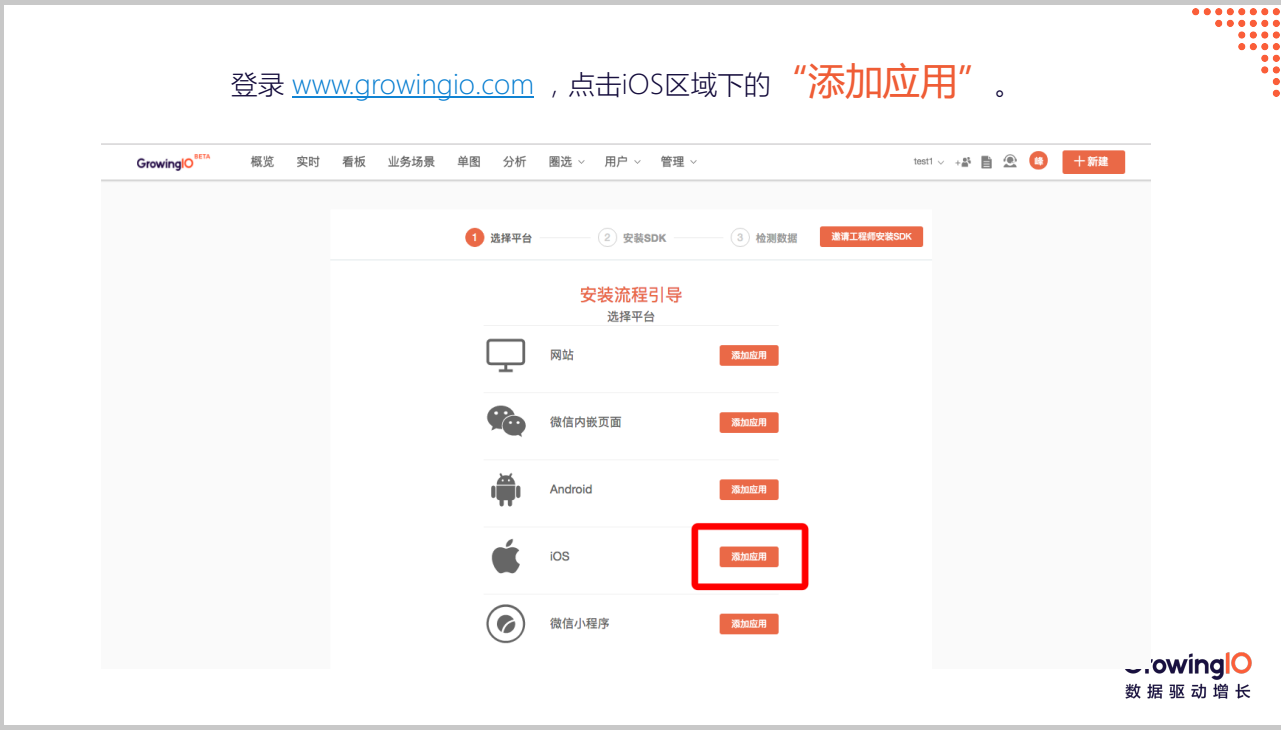 登录 www.growingio.com ，点击iOS区域下的 “添加应用” 。
GrowingIO BETA 概览 实时 看板 业务场景 单图 分析 圈选 用户 管理 test1 峰 ＋新建
1 选择平台 2 安装SDK 3 检测数据 邀请工程师安装SDK
安装流程引导
选择平台
网站 添加应用
微信内嵌页面 添加应用
Android 添加应用
iOS 添加应用
微信小程序 添加应用
GrowingIO
数据驱动增长